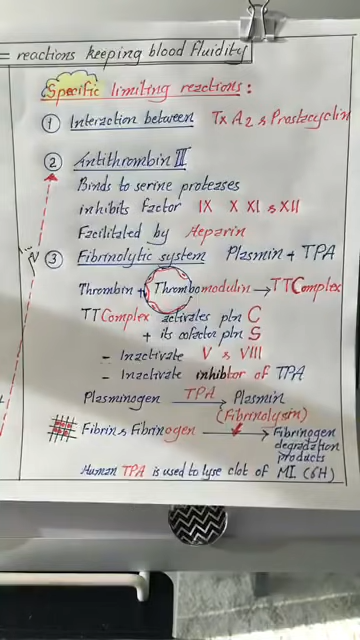 = reactions keeping blood fluidity
Specific limiting reactions:
① Interaction between TxA2 & Prostacyclin
② Antithrombin III
Binds to serine proteases
inhibits factor IX X XI & XII
Facilitated by Heparin
③ Fibrinolytic system Plasmin + TPA
Thrombin + Thrombomodulin → TTComplex
TTComplex activates ptn C
+ its cofactor ptn S
- Inactivate V & VIII
- Inactivate inhibitor of TPA
Plasminogen TPA → Plasmin
(Fibrinolysin)
Fibrin & Fibrinogen → Fibrinogen
degradation
products
Human TPA is used to lyse clot of MI (6H)